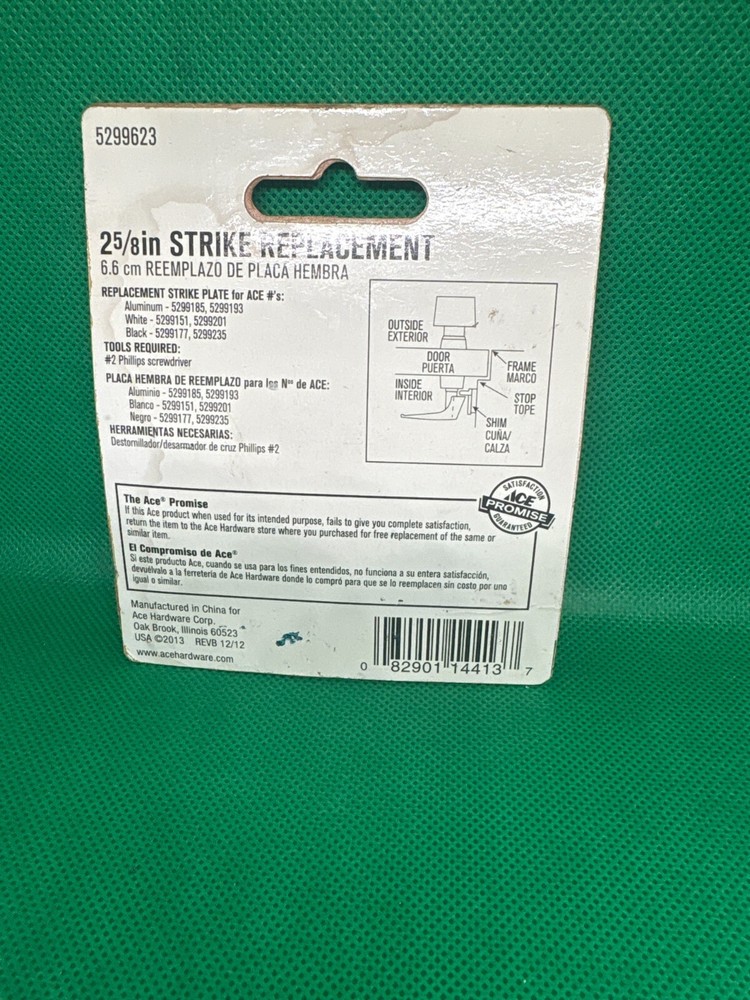 5299623
2 5/8in STRIKE REPLACEMENT
6.6 cm REEMPLAZO DE PLACA HEMBRA
REPLACEMENT STRIKE PLATE for ACE #'s:
Aluminum - 5299185, 5299193
White - 5299151, 5299201
Black - 5299177, 5299235
TOOLS REQUIRED:
#2 Phillips screwdriver
PLACA HEMBRA DE REEMPLAZO para los Nos de ACE:
Aluminio - 5299185, 5299193
Blanco - 5299151, 5299201
Negro - 5299177, 5299235
HERRAMIENTAS NECESARIAS:
Destornillador/desarmador de cruz Phillips #2
OUTSIDE
EXTERIOR
DOOR
PUERTA
INSIDE
INTERIOR
FRAME
MARCO
STOP
TOPE
SHIM
CUÑA/
CALZA
SATISFACTION
ACE
PROMISE
GUARANTEED
The Ace® Promise
If this Ace product when used for its intended purpose, fails to give you complete satisfaction,
return the item to the Ace Hardware store where you purchased for free replacement of the same or
similar item.
El Compromiso de Ace®
Si este producto Ace, cuando se usa para los fines entendidos, no funciona a su entera satisfacción,
devuélvalo a la ferretería de Ace Hardware donde lo compró para que se lo reemplacen sin costo por uno
igual o similar.
Manufactured in China for
Ace Hardware Corp.
Oak Brook, Illinois 60523
USA ©2013 REVB 12/12
www.acehardware.com
0 82901 14413 7